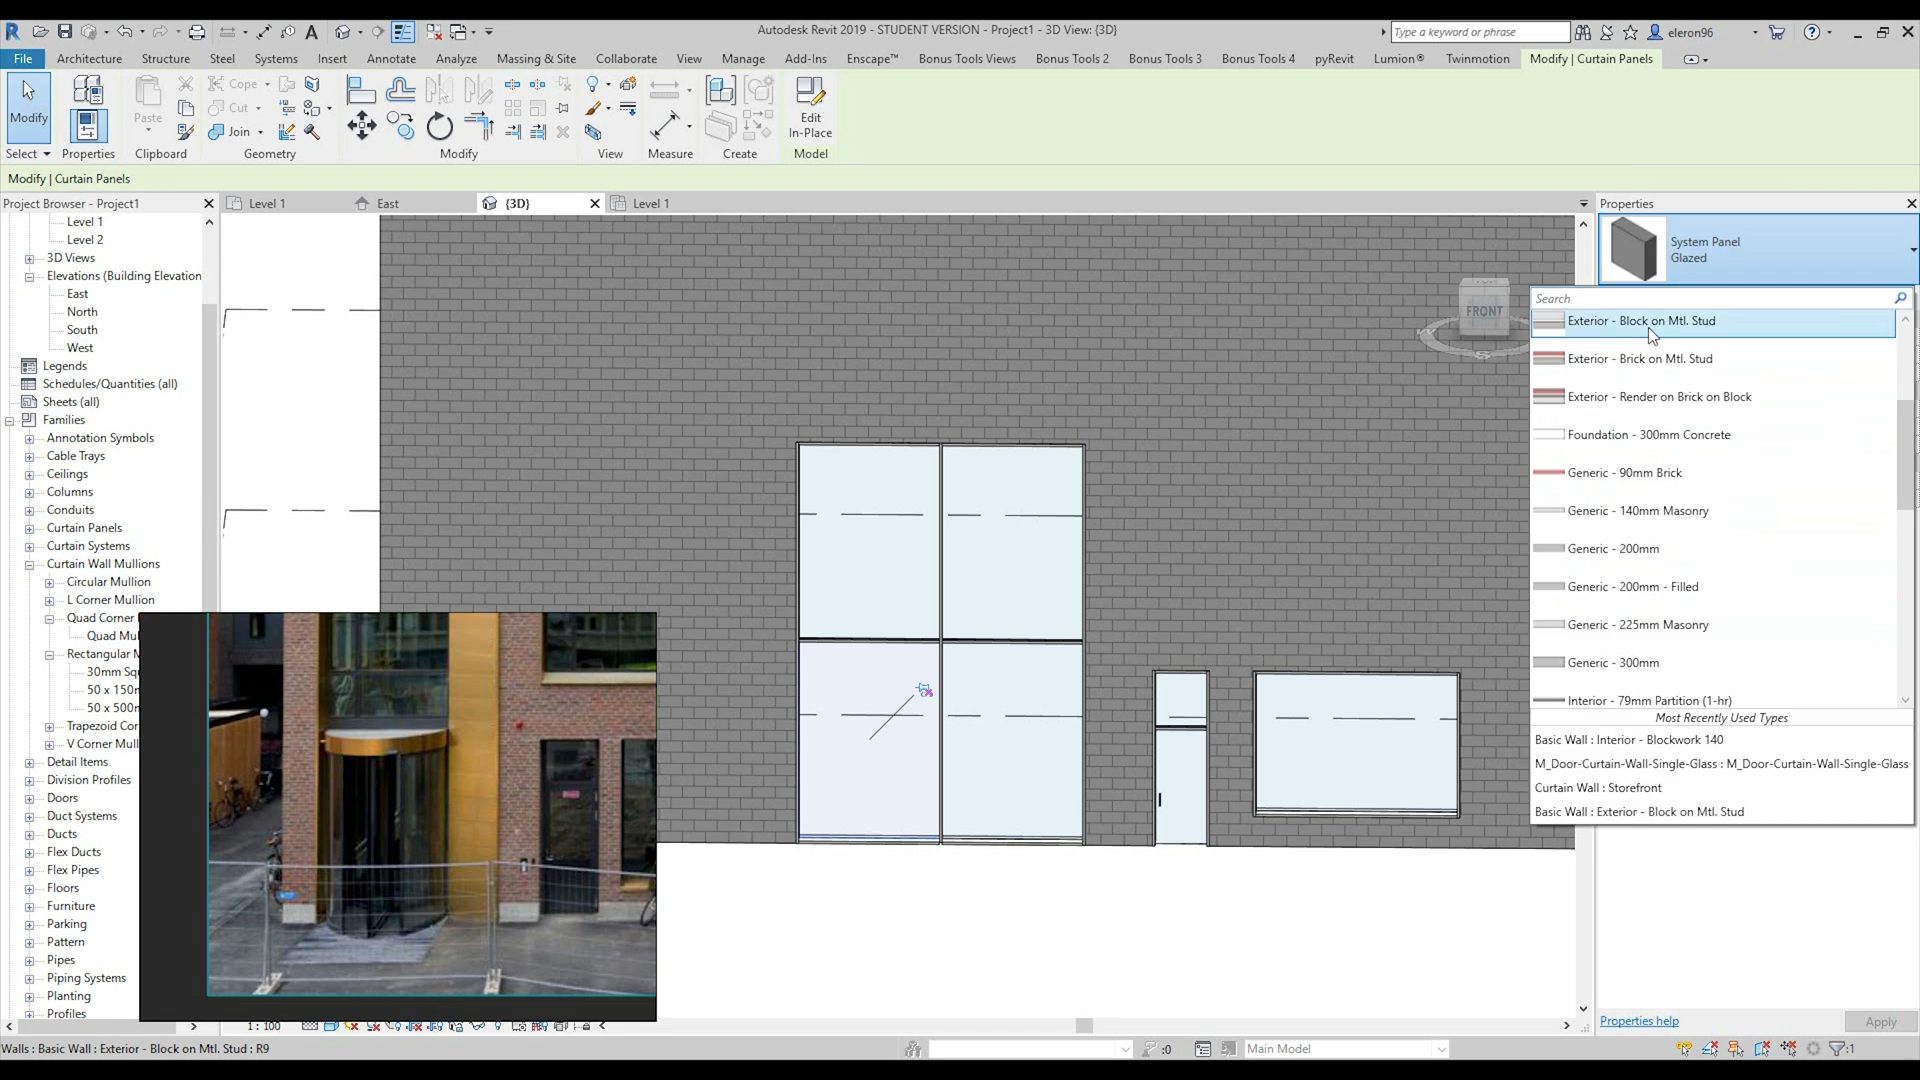 Autodesk Revit 2019 - STUDENT VERSION - Project1 - 3D View: {3D}
Type a keyword or phrase
eleron96
File
Architecture
Structure
Steel
Systems
Insert
Annotate
Analyze
Massing & Site
Collaborate
View
Manage
Add-Ins
Enscape™
Bonus Tools Views
Bonus Tools 2
Bonus Tools 3
Bonus Tools 4
pyRevit
Lumion®
Twinmotion
Modify | Curtain Panels
Modify
Paste
Cope
Cut
Join
Edit
In-Place
Select
Properties
Clipboard
Geometry
Modify
View
Measure
Create
Model
Modify | Curtain Panels
Project Browser - Project1
Level 1
East
{3D}
Level 1
Properties
Level 1
Level 2
3D Views
Elevations (Building Elevation
East
North
South
West
Legends
Schedules/Quantities (all)
Sheets (all)
Families
Annotation Symbols
Cable Trays
Ceilings
Columns
Conduits
Curtain Panels
Curtain Systems
Curtain Wall Mullions
Circular Mullion
L Corner Mullion
Quad Corner
Quad Mu
Rectangular M
30mm Squ
50 x 150m
50 x 500m
Trapezoid Cor
V Corner Mull
Detail Items
Division Profiles
Doors
Duct Systems
Ducts
Flex Ducts
Flex Pipes
Floors
Furniture
Parking
Pattern
Pipes
Piping Systems
Planting
Profiles
FRONT
S
System Panel
Glazed
Search
Exterior - Block on Mtl. Stud
Exterior - Brick on Mtl. Stud
Exterior - Render on Brick on Block
Foundation - 300mm Concrete
Generic - 90mm Brick
Generic - 140mm Masonry
Generic - 200mm
Generic - 200mm - Filled
Generic - 225mm Masonry
Generic - 300mm
Interior - 79mm Partition (1-hr)
Most Recently Used Types
Basic Wall : Interior - Blockwork 140
M_Door-Curtain-Wall-Single-Glass : M_Door-Curtain-Wall-Single-Glass
Curtain Wall : Storefront
Basic Wall : Exterior - Block on Mtl. Stud
Properties help
Apply
1 : 100
Walls : Basic Wall : Exterior - Block on Mtl. Stud : R9
:0
Main Model
:1